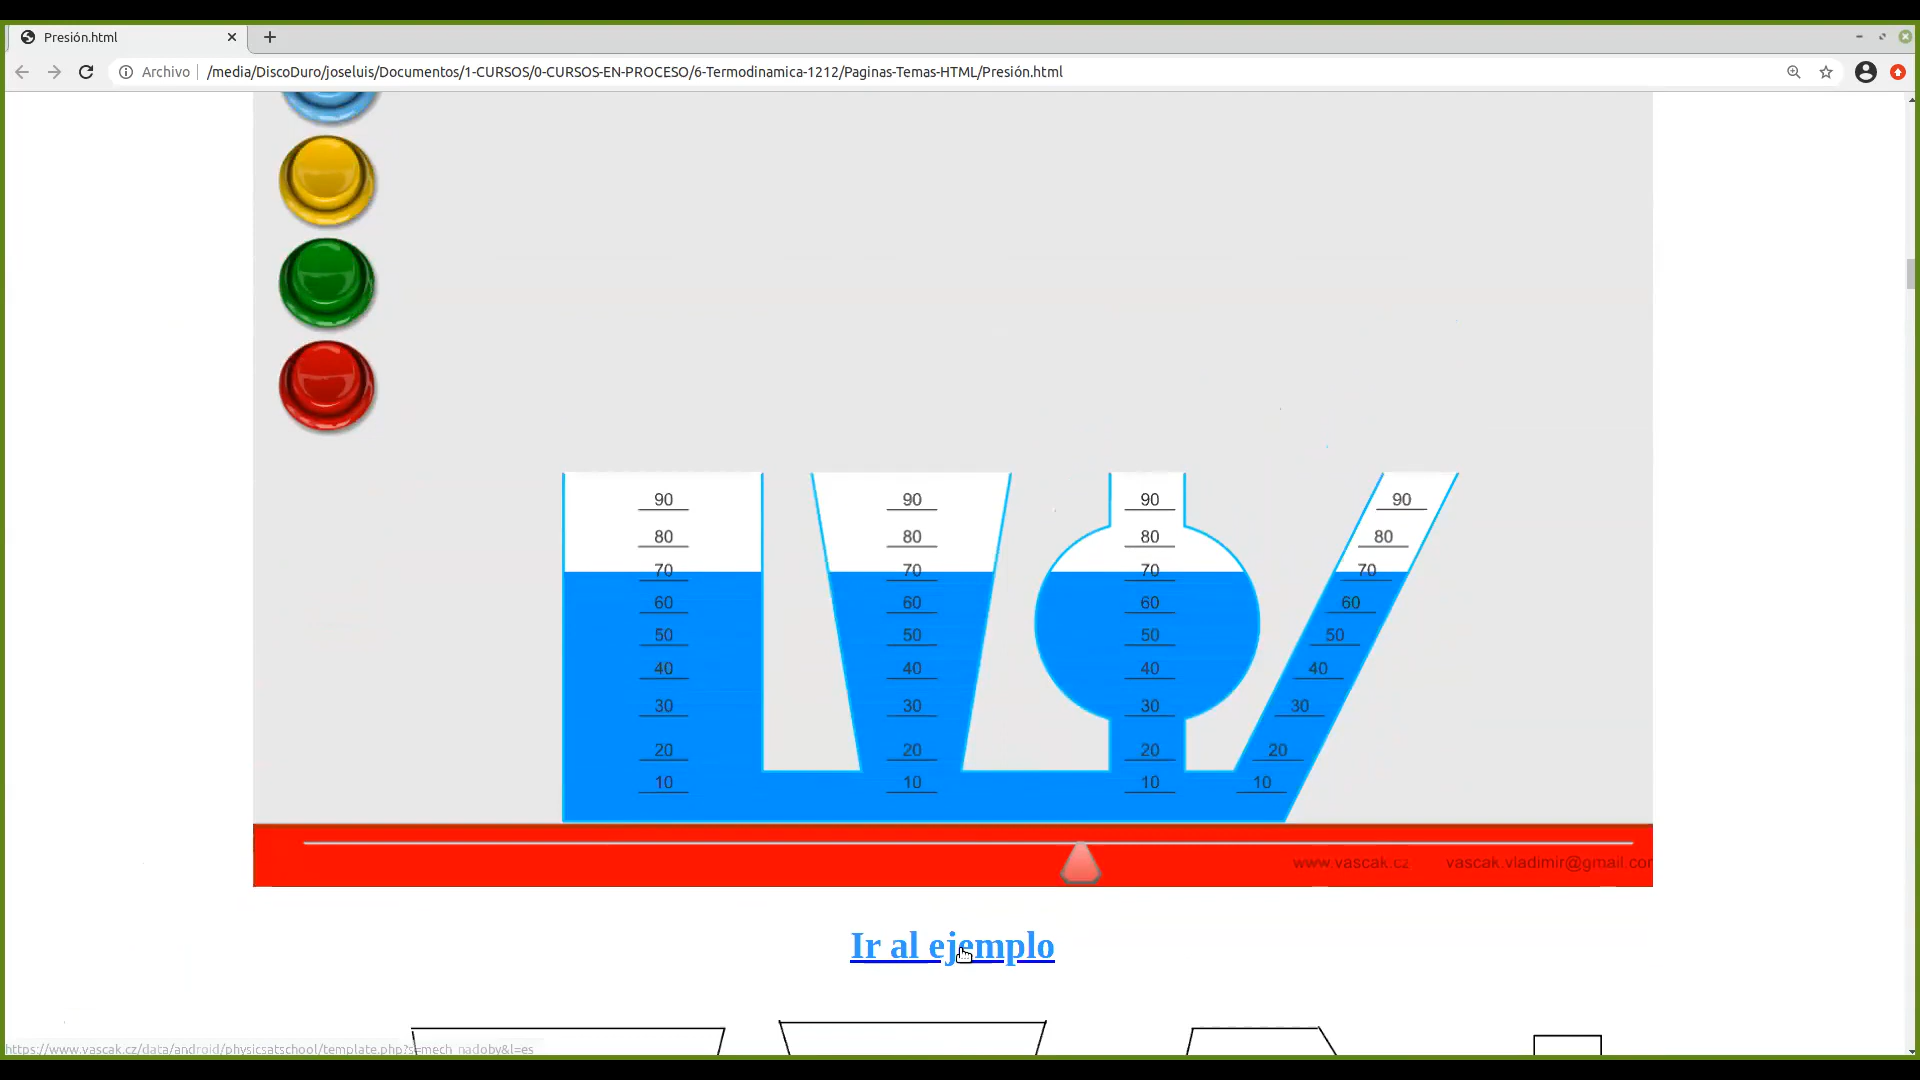 Presión.html
Archivo /media/DiscoDuro/joseluis/Documentos/1-CURSOS/0-CURSOS-EN-PROCESO/6-Termodinamica-1212/Paginas-Temas-HTML/Presión.html
90 90 90 90
80 80 80 80
70 70 70 70
60 60 60 60
50 50 50 50
40 40 40 40
30 30 30 30
20 20 20 20
10 10 10 10
www.vascak.cz vascak.vladimir@gmail.cor
Ir al ejemplo
https://www.vascak.cz/data/android/physicsatschool/template.php?s=mech_nadoby&l=es